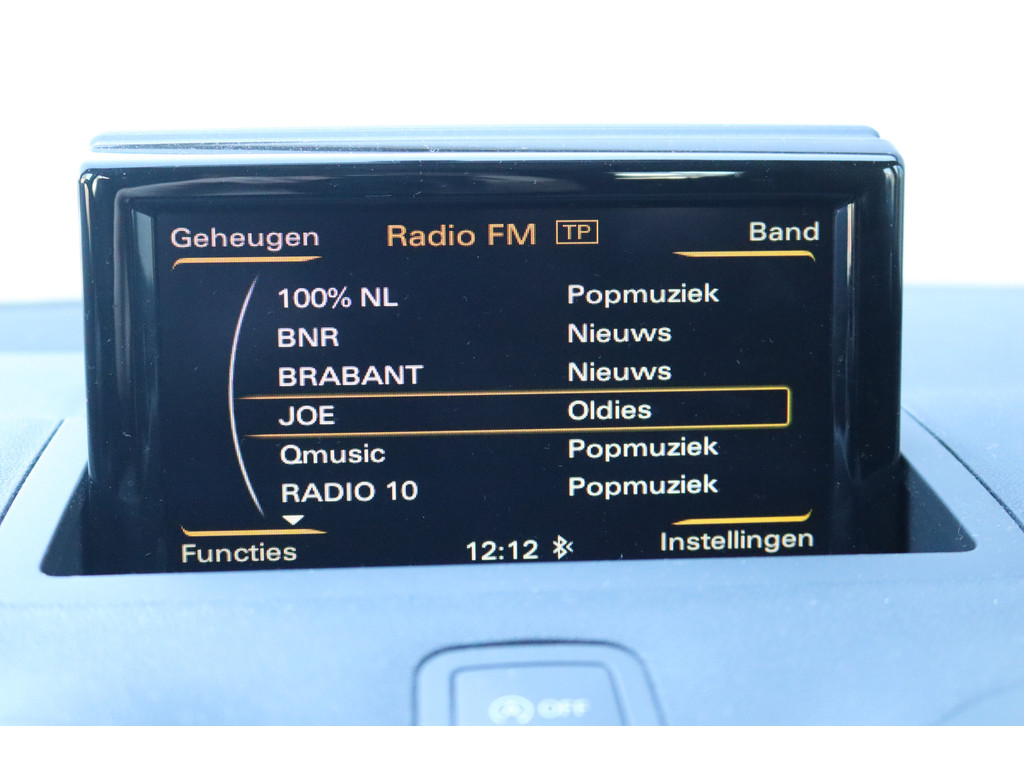 Geheugen Radio FM TP Band
100% NL Popmuziek
BNR Nieuws
BRABANT Nieuws
JOE Oldies
Qmusic Popmuziek
RADIO 10 Popmuziek
Functies 12:12 Instellingen
OFF